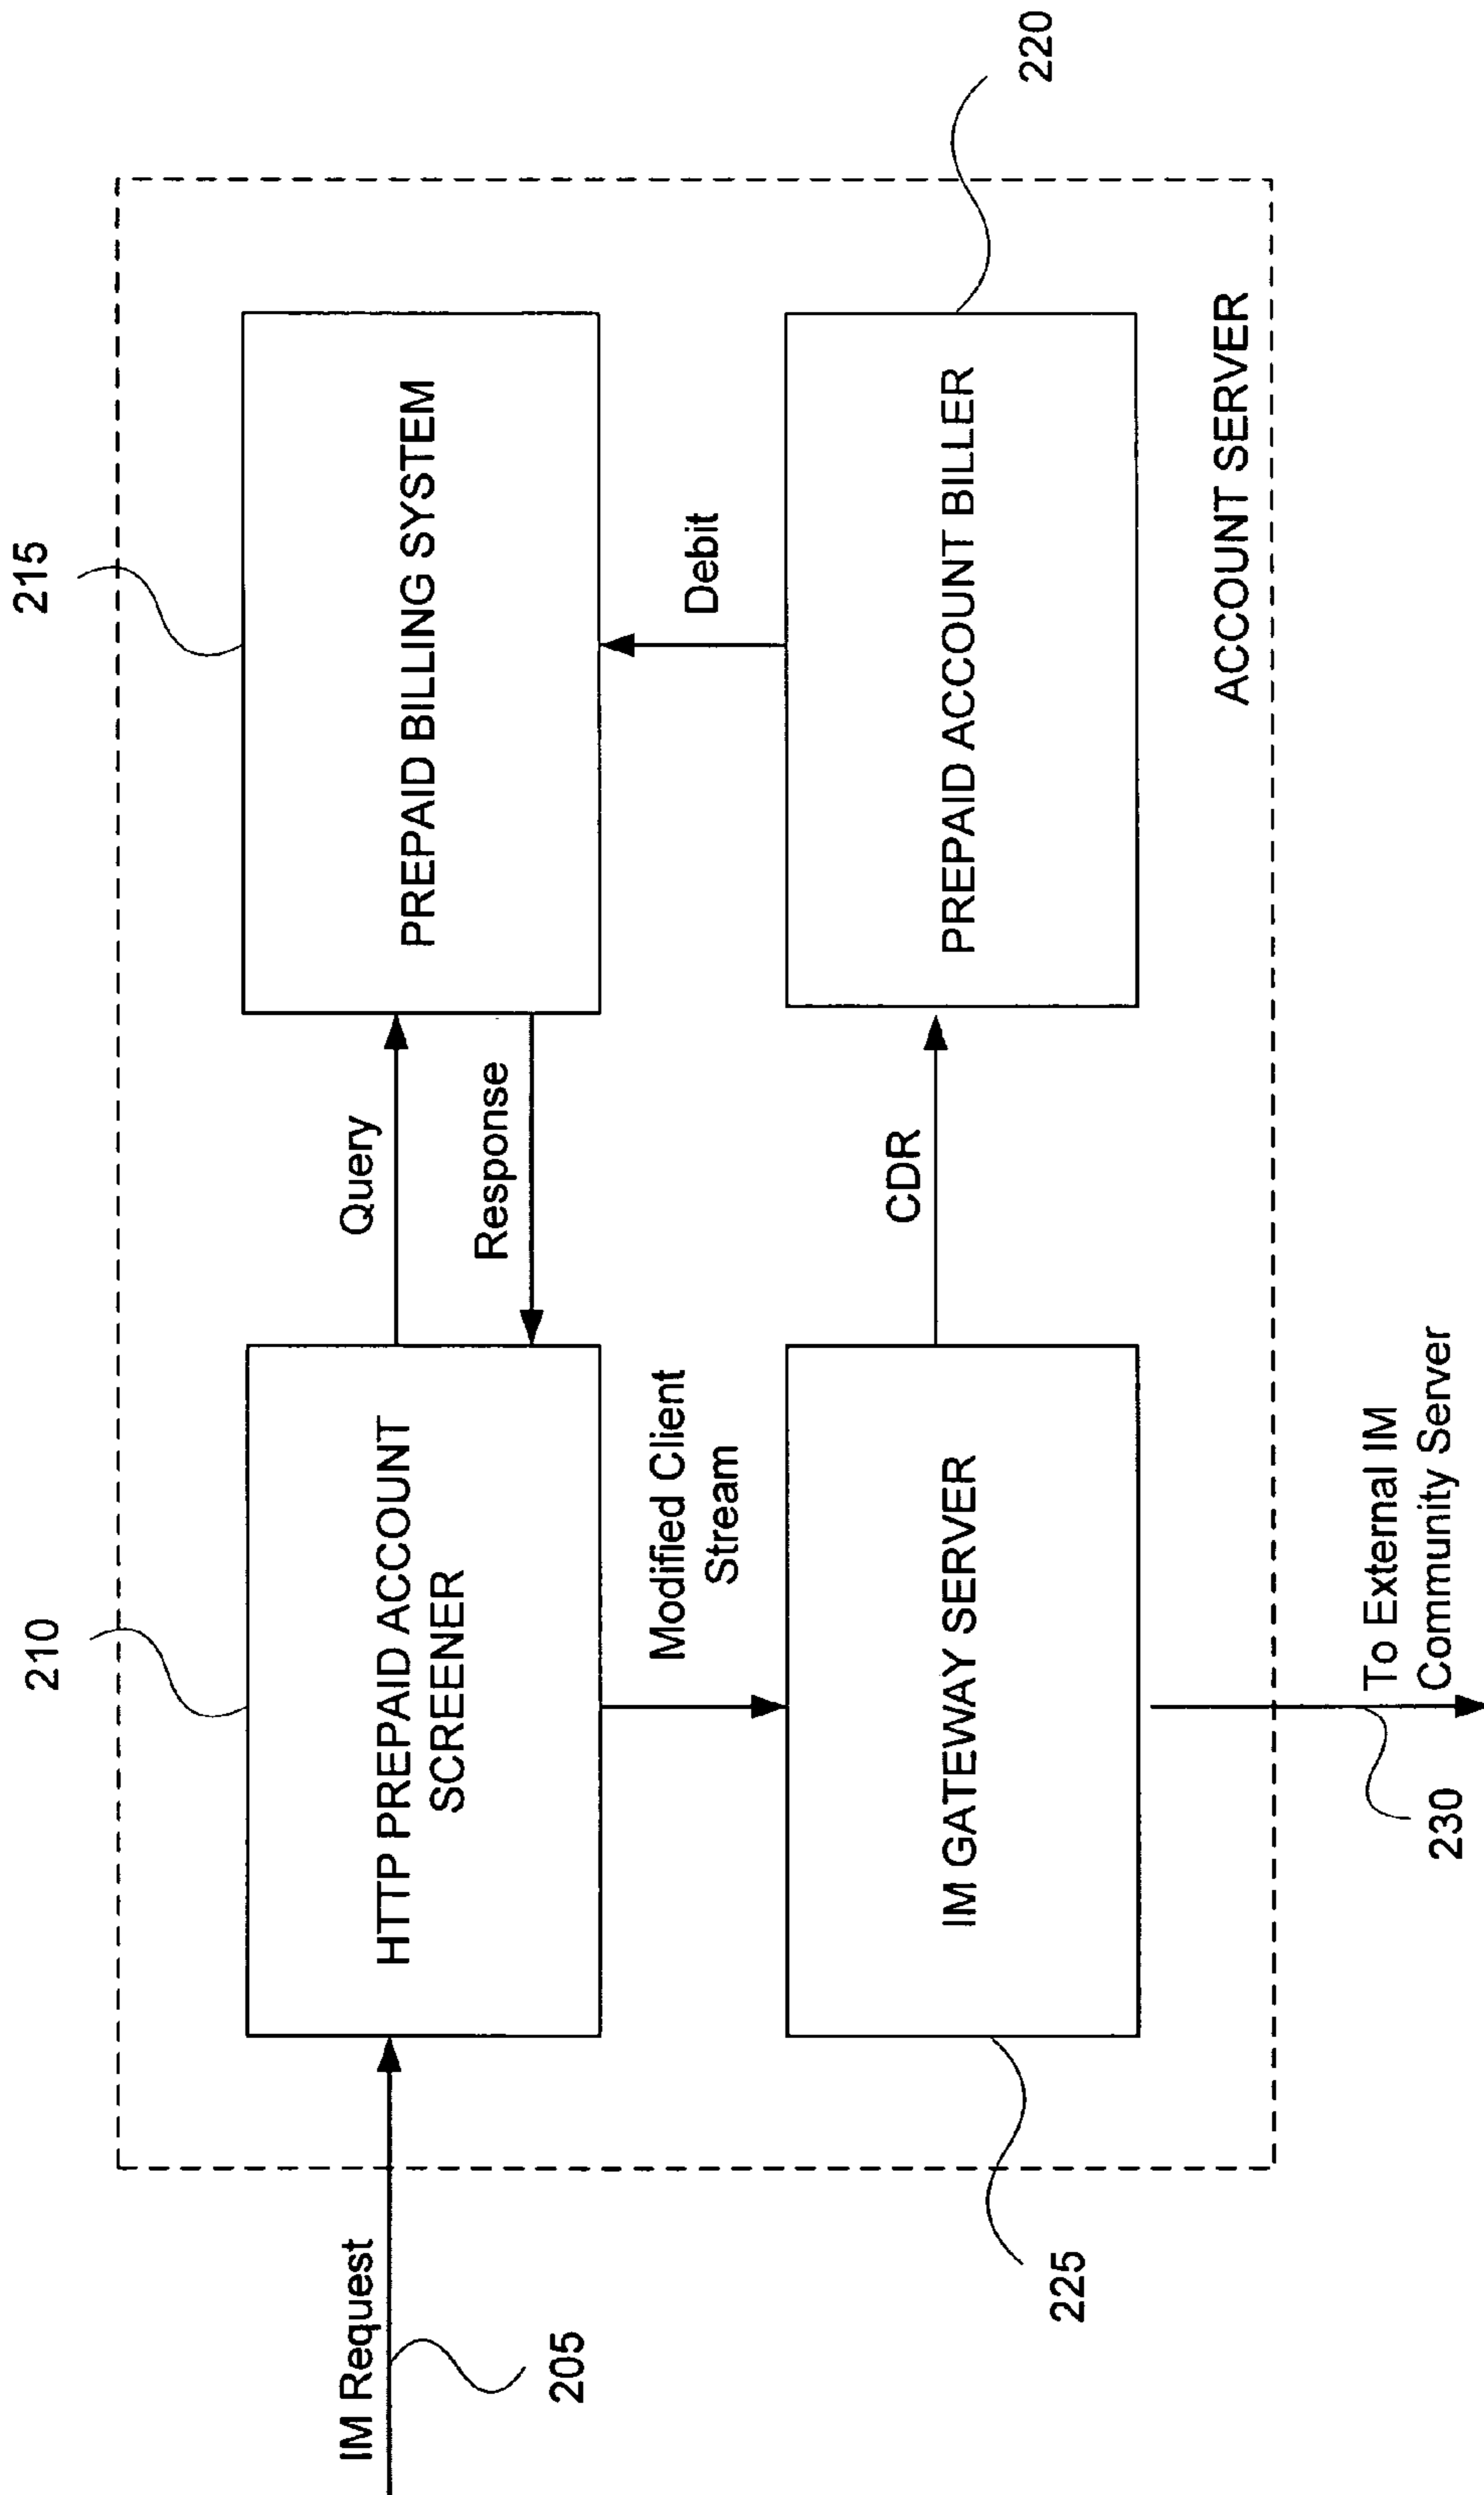 210
215
IM Request
205
HTTP PREPAID ACCOUNT
SCREENER
Query
Response
PREPAID BILLING SYSTEM
Modified Client
Stream
Debit
225
IM GATEWAY SERVER
CDR
PREPAID ACCOUNT BILLER
220
ACCOUNT SERVER
230
To External IM
Community Server